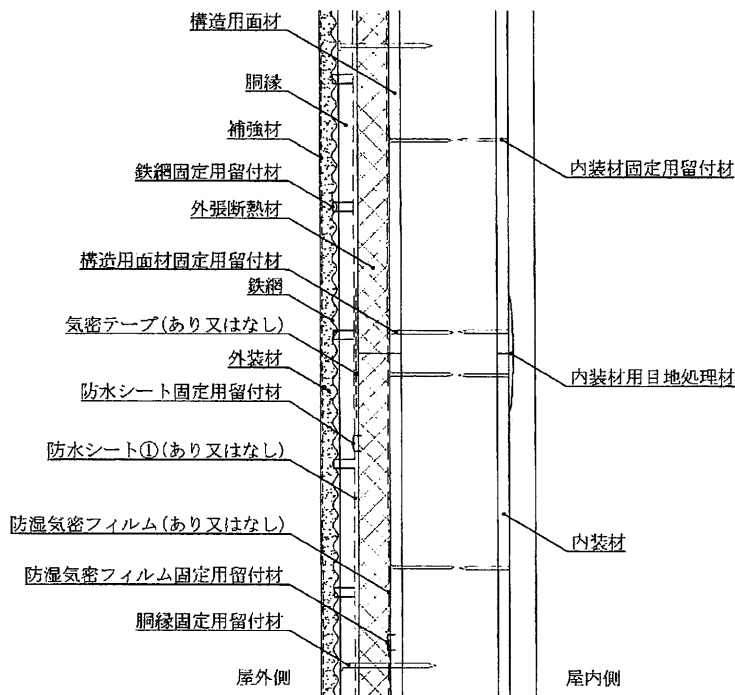 構造用面材
胴縁
補強材
鉄網固定用留付材
外張断熱材
構造用面材固定用留付材
鉄網
気密テープ(あり又はなし)
外装材
防水シート固定用留付材
防水シート①(あり又はなし)
防湿気密フィルム(あり又はなし)
防湿気密フィルム固定用留付材
胴縁固定用留付材
屋外側
内装材固定用留付材
内装材用目地処理材
内装材
屋内側